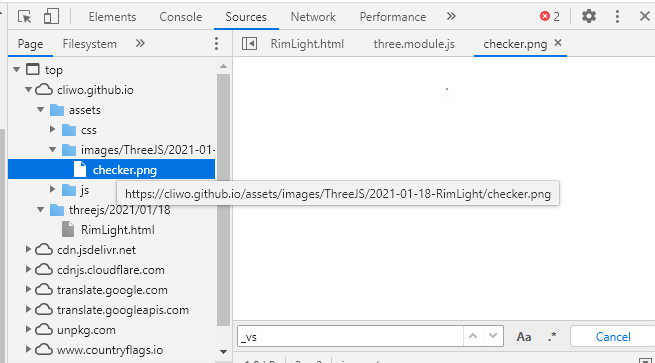 Elements Console Sources Network Performance » 2
Page Filesystem » RimLight.html three.module.js checker.png ×
top
cliwo.github.io
assets
css
images/ThreeJS/2021-01-
checker.png
js
https://cliwo.github.io/assets/images/ThreeJS/2021-01-18-RimLight/checker.png
threejs/2021/01/18
RimLight.html
cdn.jsdelivr.net
cdnjs.cloudflare.com
translate.google.com
translate.googleapis.com
unpkg.com
www.countryflags.io
_vs Aa .* Cancel